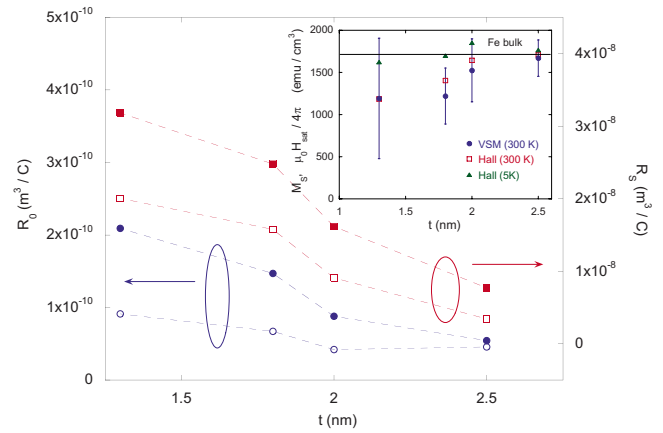 5x10⁻¹⁰
4x10⁻¹⁰
3x10⁻¹⁰
2x10⁻¹⁰
1x10⁻¹⁰
0
R₀ (m³ / C)
1.5
2
2.5
t (nm)
4x10⁻⁸
3x10⁻⁸
2x10⁻⁸
1x10⁻⁸
0
R_S (m³ / C)
2000
1500
1000
500
0
M_S, μ₀H_sat / 4π (emu / cm³)
Fe bulk
VSM (300 K)
Hall (300 K)
Hall (5K)
1
1.5
2
2.5
t (nm)